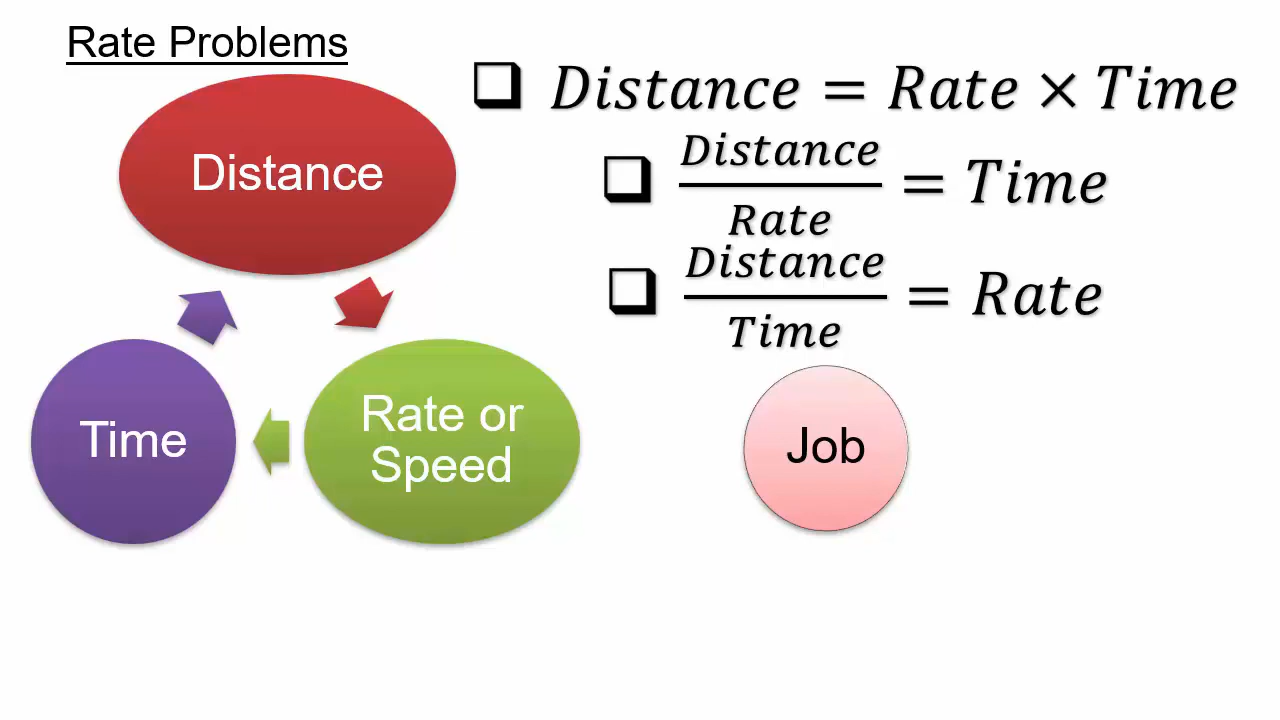 Rate Problems
Distance
Time
Rate or
Speed
❑ Distance = Rate × Time
❑ Distance/Rate = Time
❑ Distance/Time = Rate
Job